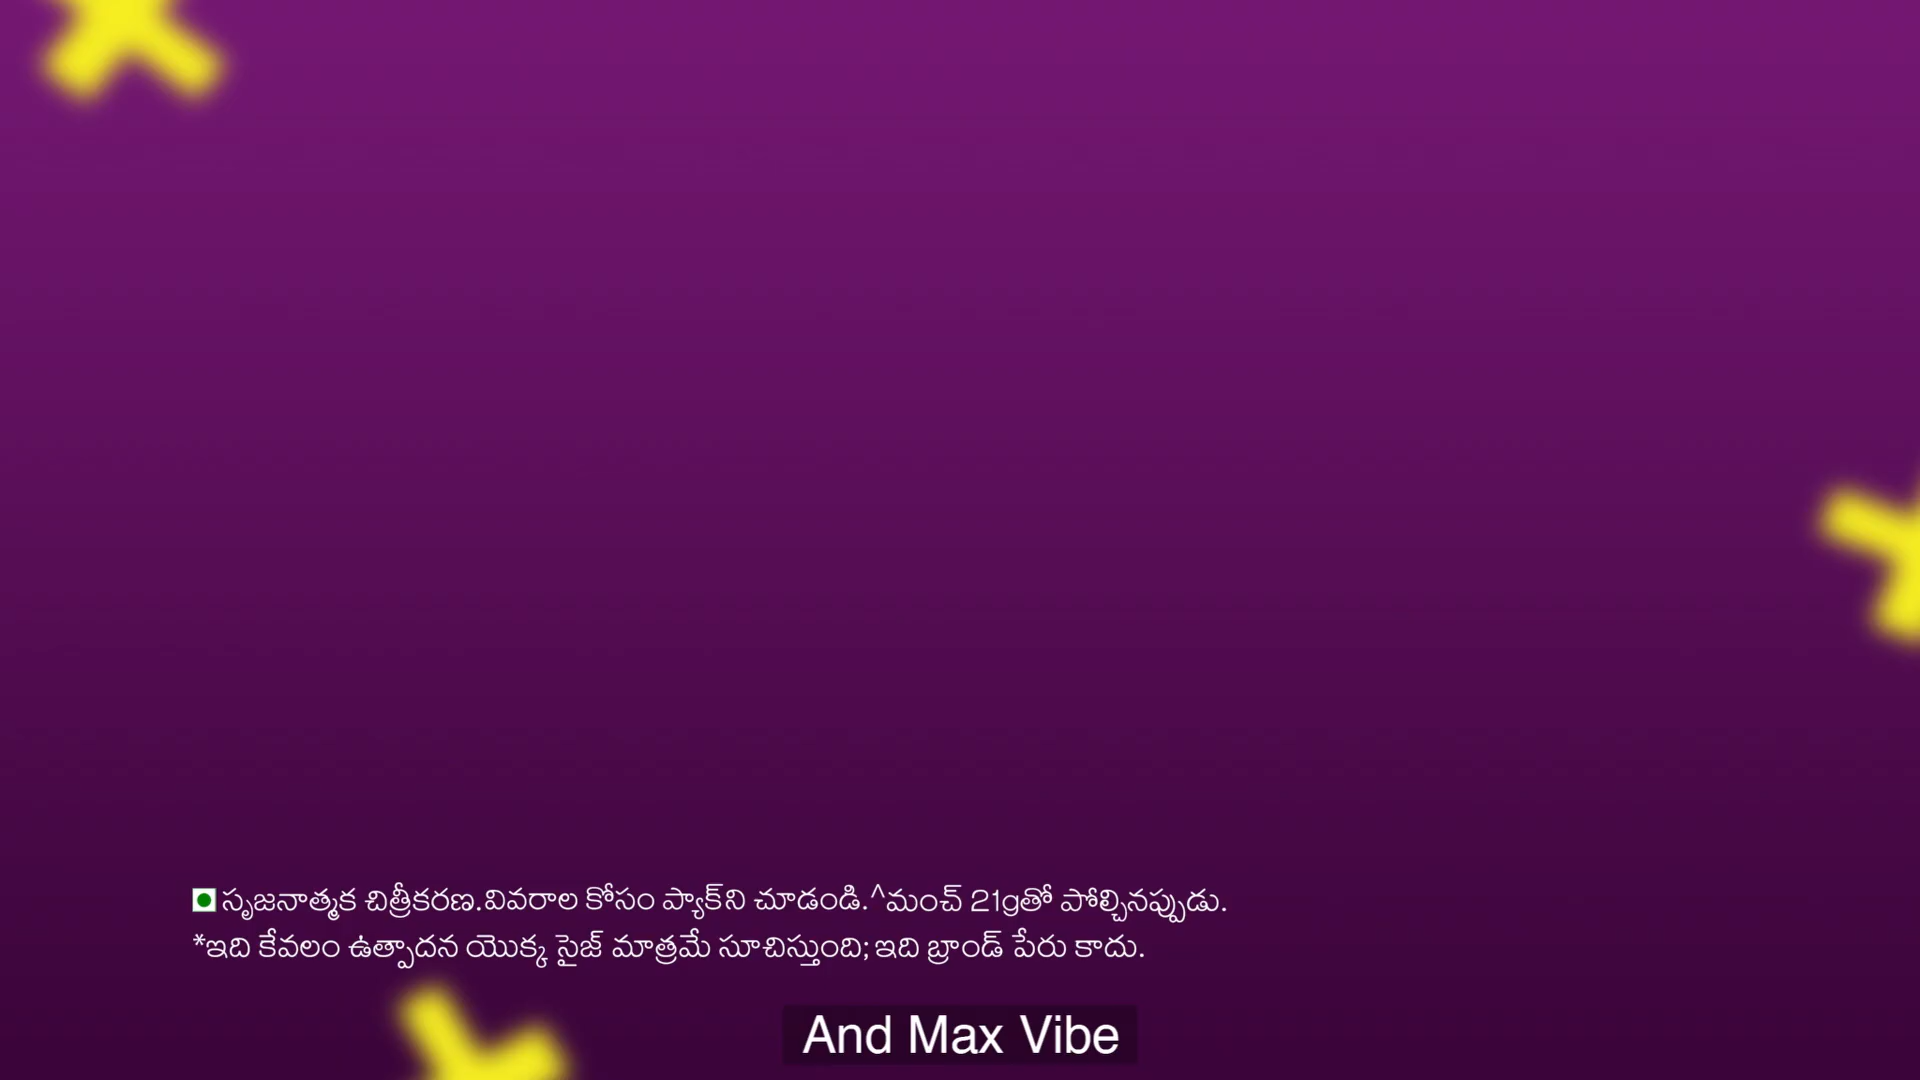 సృజనాత్మక చిత్రీకరణ.వివరాల కోసం ప్యాక్‌ని చూడండి.^మంచ్ 21gతో పోల్చినప్పుడు.
*ఇది కేవలం ఉత్పాదన యొక్క సైజ్ మాత్రమే సూచిస్తుంది; ఇది బ్రాండ్ పేరు కాదు.
And Max Vibe